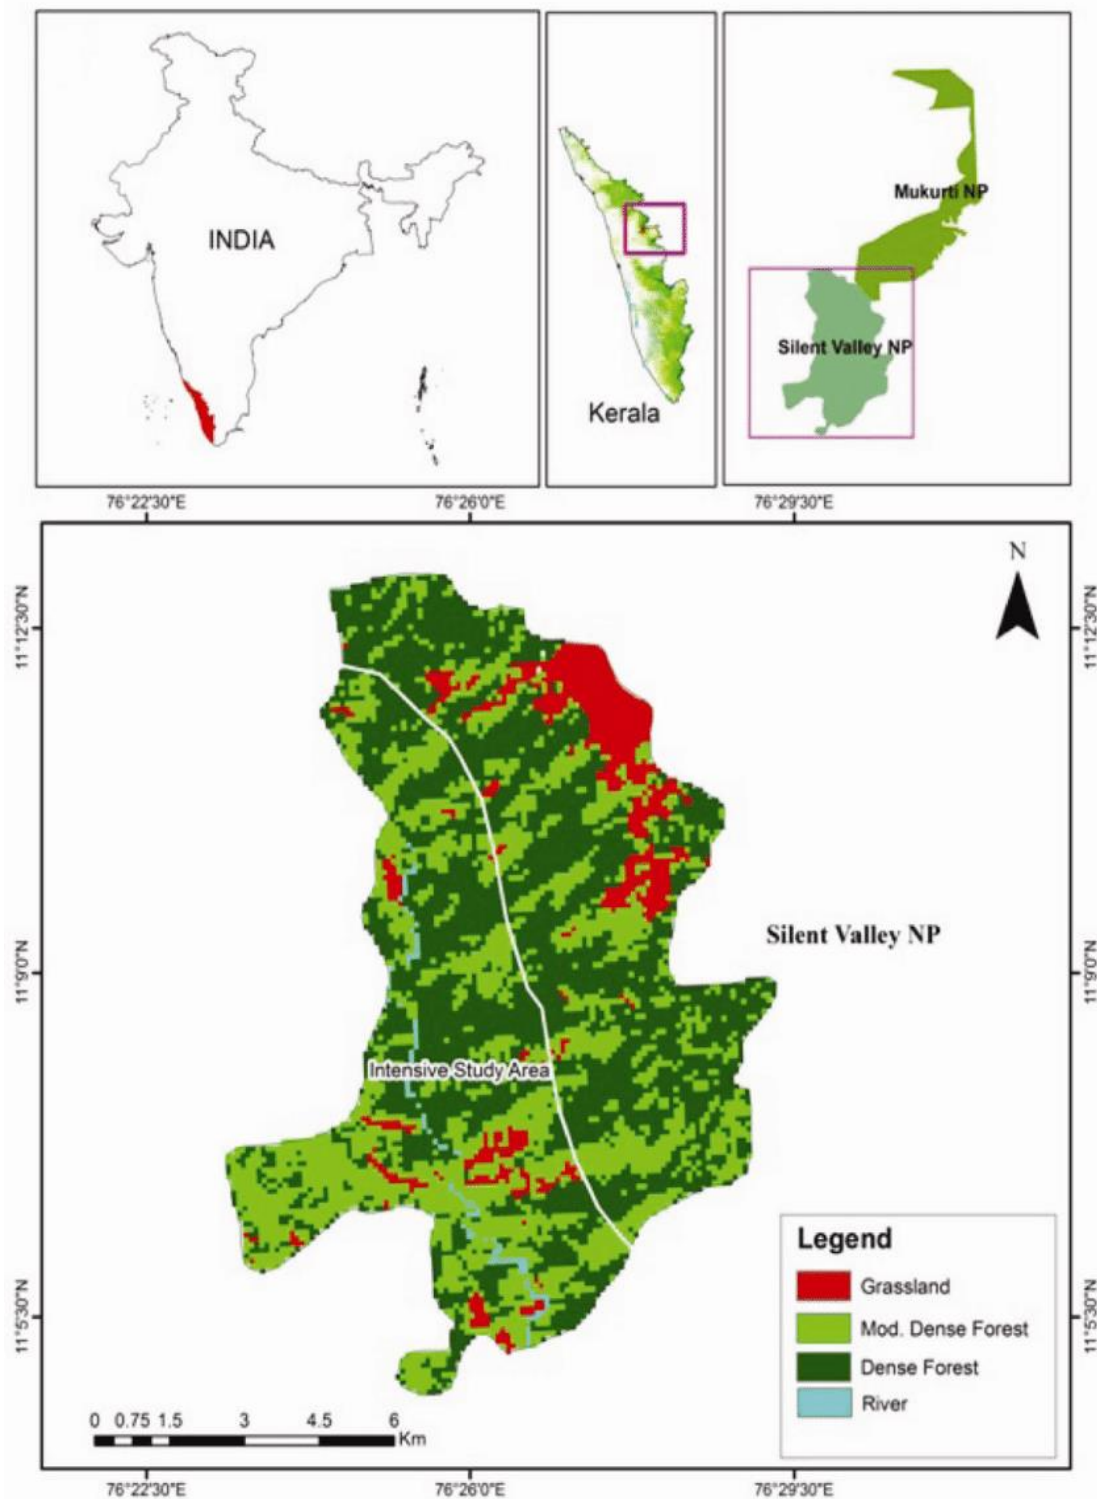 INDIA
Kerala
Mukurti NP
Silent Valley NP
76°22'30"E
76°26'0"E
76°29'30"E
N
11°12'30"N
11°12'30"N
Silent Valley NP
11°9'0"N
11°9'0"N
Intensive Study Area
11°5'30"N
11°5'30"N
Legend
Grassland
Mod. Dense Forest
Dense Forest
River
0 0.75 1.5 3 4.5 6
Km
76°22'30"E
76°26'0"E
76°29'30"E